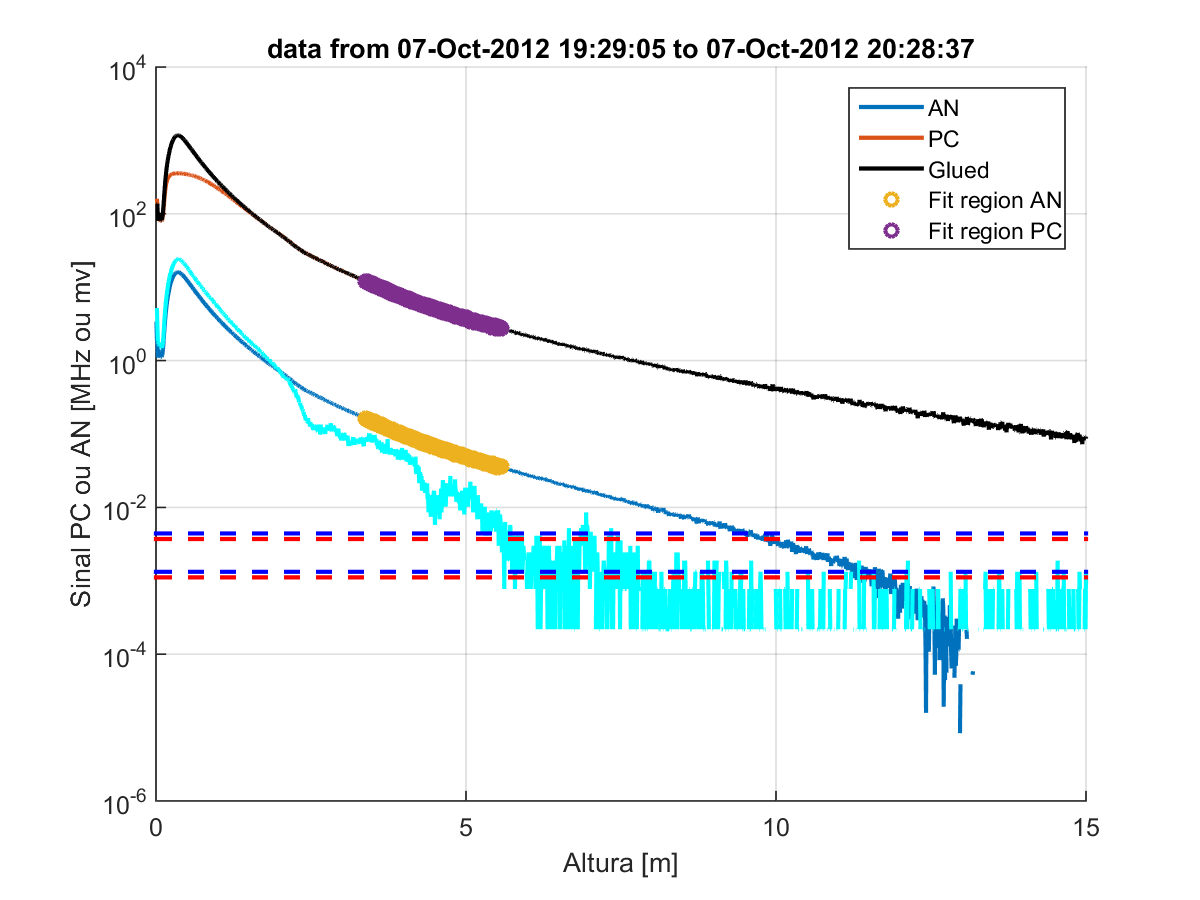 data from 07-Oct-2012 19:29:05 to 07-Oct-2012 20:28:37
Sinal PC ou AN [MHz ou mv]
10^4
10^2
10^0
10^-2
10^-4
10^-6
AN
PC
Glued
Fit region AN
Fit region PC
0 5 10 15
Altura [m]